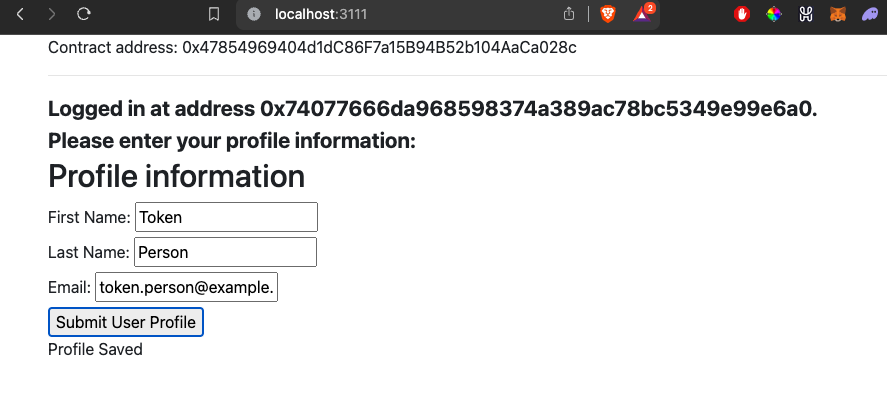 localhost:3111
2
Contract address: 0x47854969404d1dC86F7a15B94B52b104AaCa028c
Logged in at address 0x74077666da968598374a389ac78bc5349e99e6a0.
Please enter your profile information:
Profile information
First Name: Token
Last Name: Person
Email: token.person@example.
Submit User Profile
Profile Saved